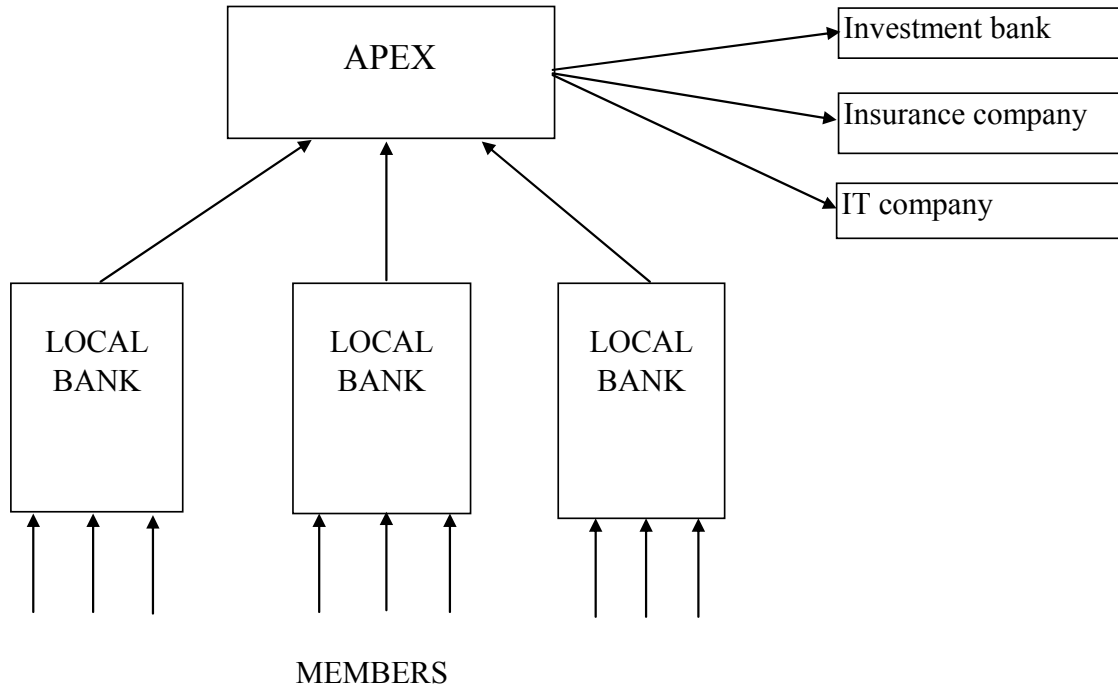 APEX
Investment bank
Insurance company
IT company
LOCAL
BANK
LOCAL
BANK
LOCAL
BANK
MEMBERS